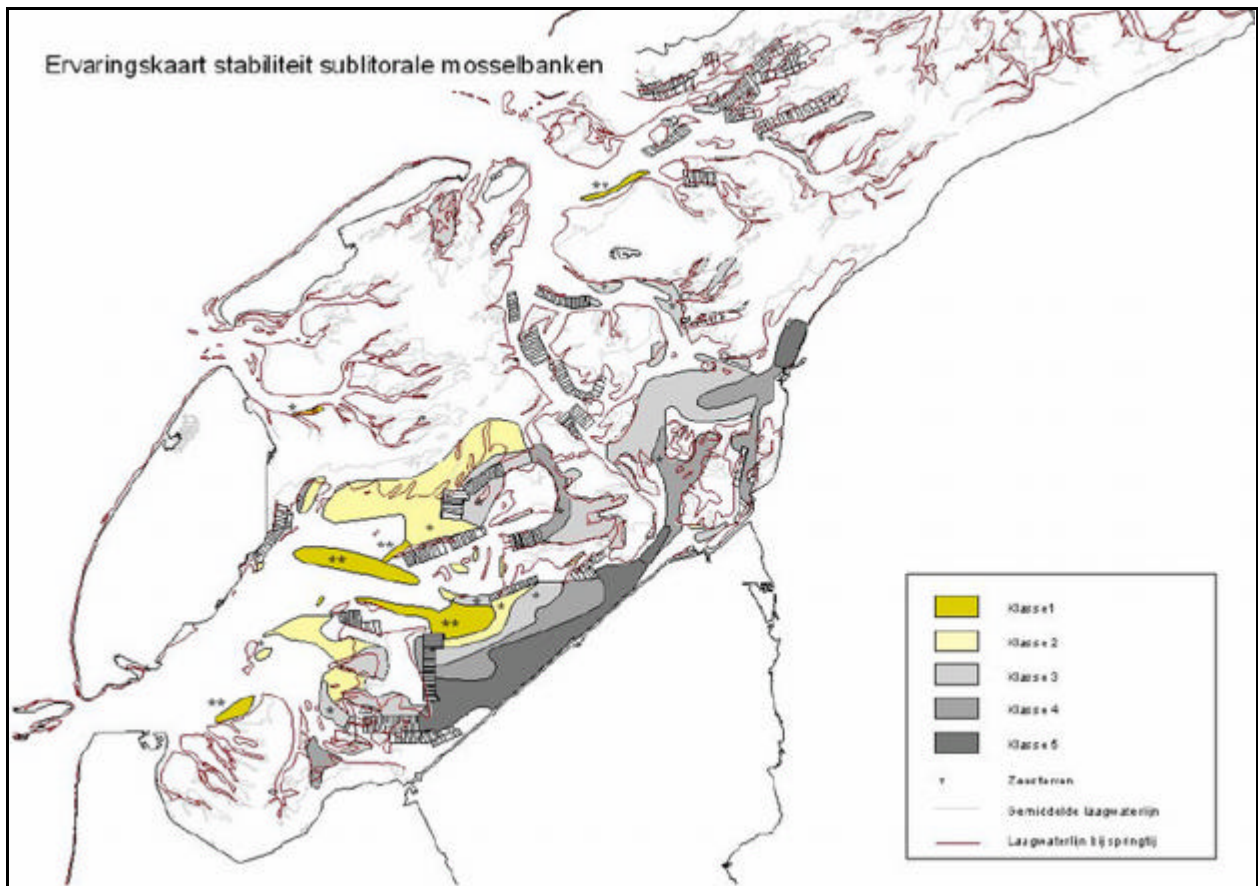 Ervaringskaart stabiliteit sublitorale mosselbanken
Klasse 1
Klasse 2
Klasse 3
Klasse 4
Klasse 5
Zeesterren
Gemiddelde laagwaterlijn
Laagwaterlijn bij springtij